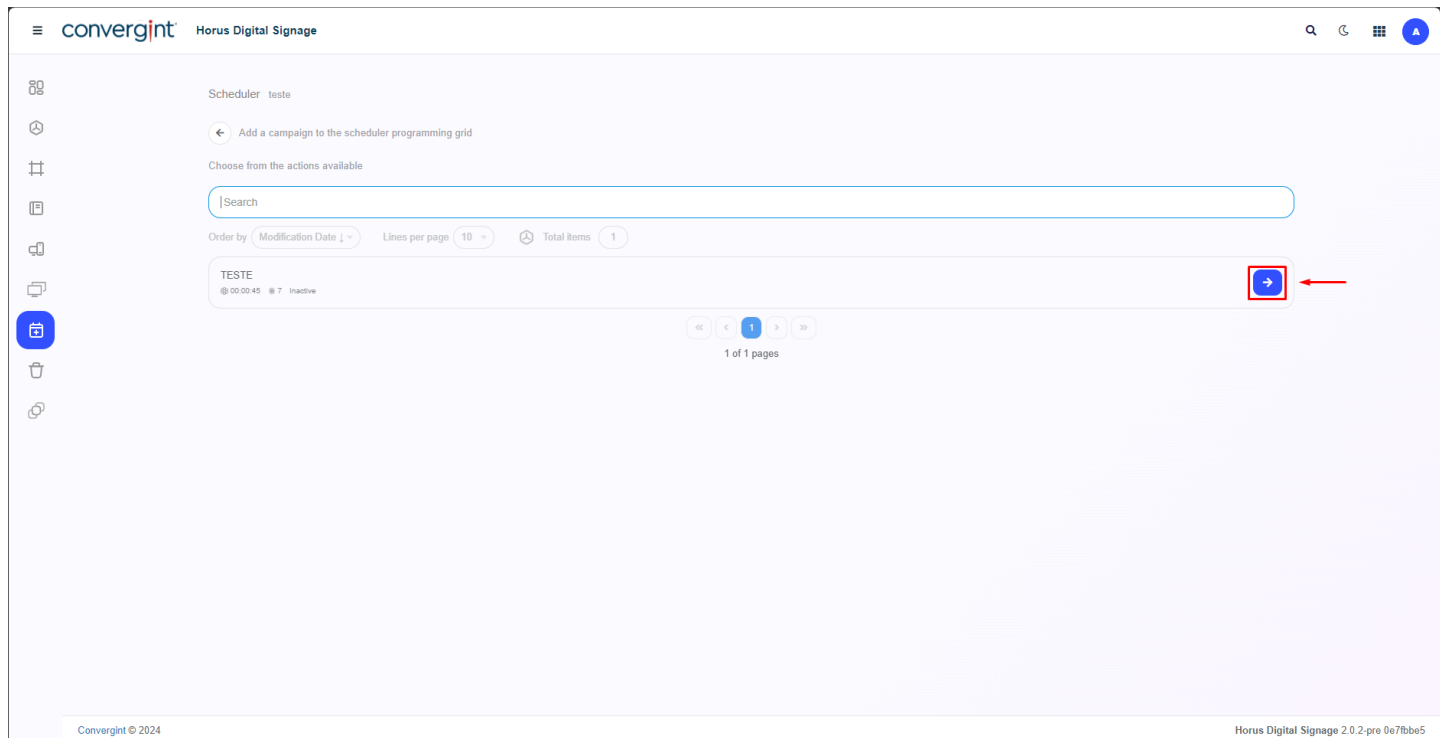 convergint Horus Digital Signage
A
Scheduler teste
Add a campaign to the scheduler programming grid
Choose from the actions available
Search
Order by Modification Date ↓ Lines per page 10 Total items 1
TESTE
00:00:45 7 Inactive
« ‹ 1 › »
1 of 1 pages
Convergint © 2024 Horus Digital Signage 2.0.2-pre 0e7fbbe5